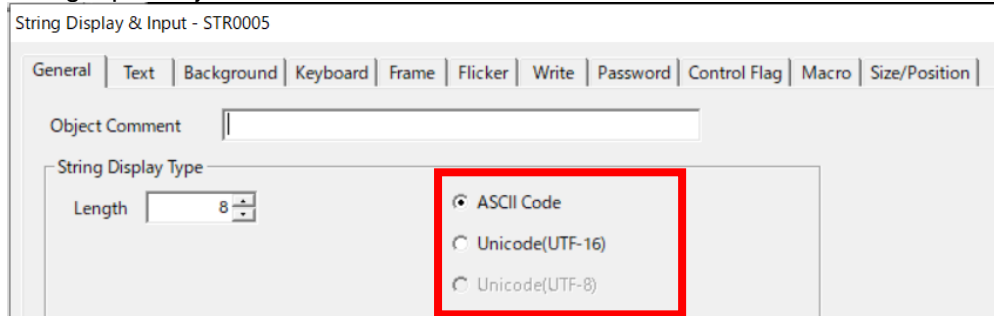 String Display & Input - STR0005
General Text Background Keyboard Frame Flicker Write Password Control Flag Macro Size/Position
Object Comment
String Display Type
Length 8
ASCII Code
Unicode(UTF-16)
Unicode(UTF-8)